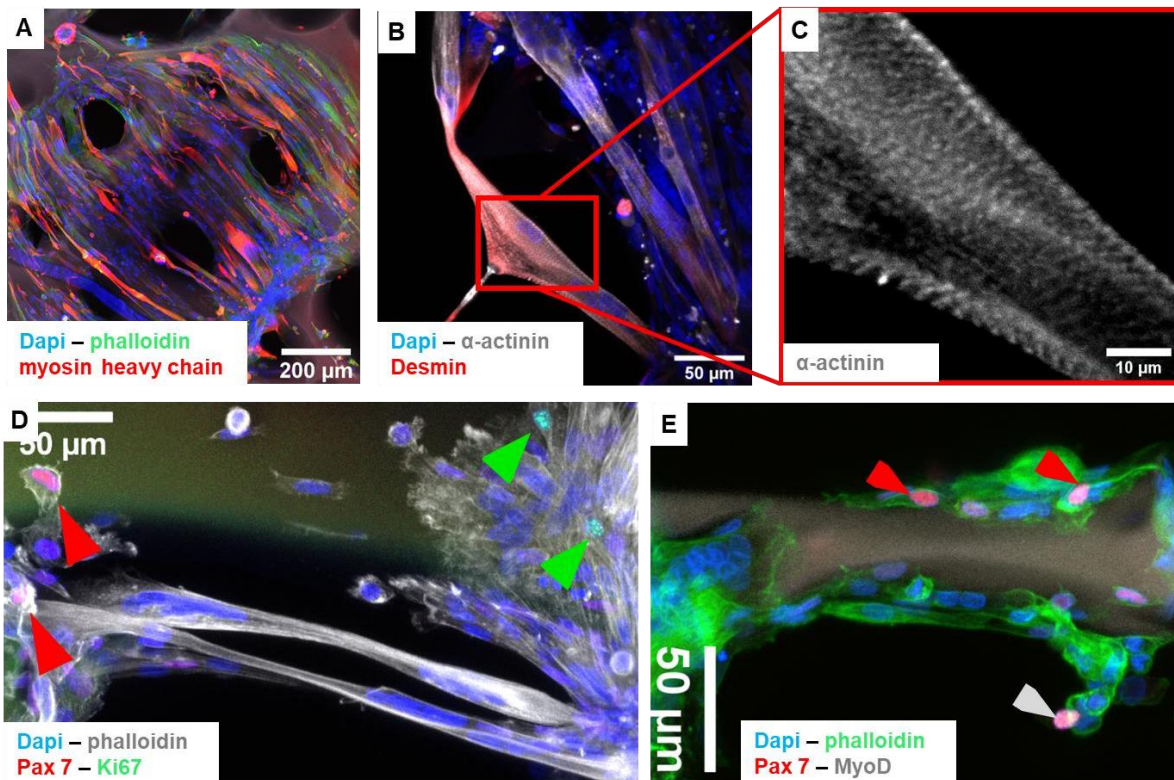 A
Dapi – phalloidin
myosin heavy chain
200 µm
B
Dapi – α-actinin
Desmin
50 µm
C
α-actinin
10 µm
D
50 µm
Dapi – phalloidin
Pax 7 – Ki67
E
50 µm
Dapi – phalloidin
Pax 7 – MyoD